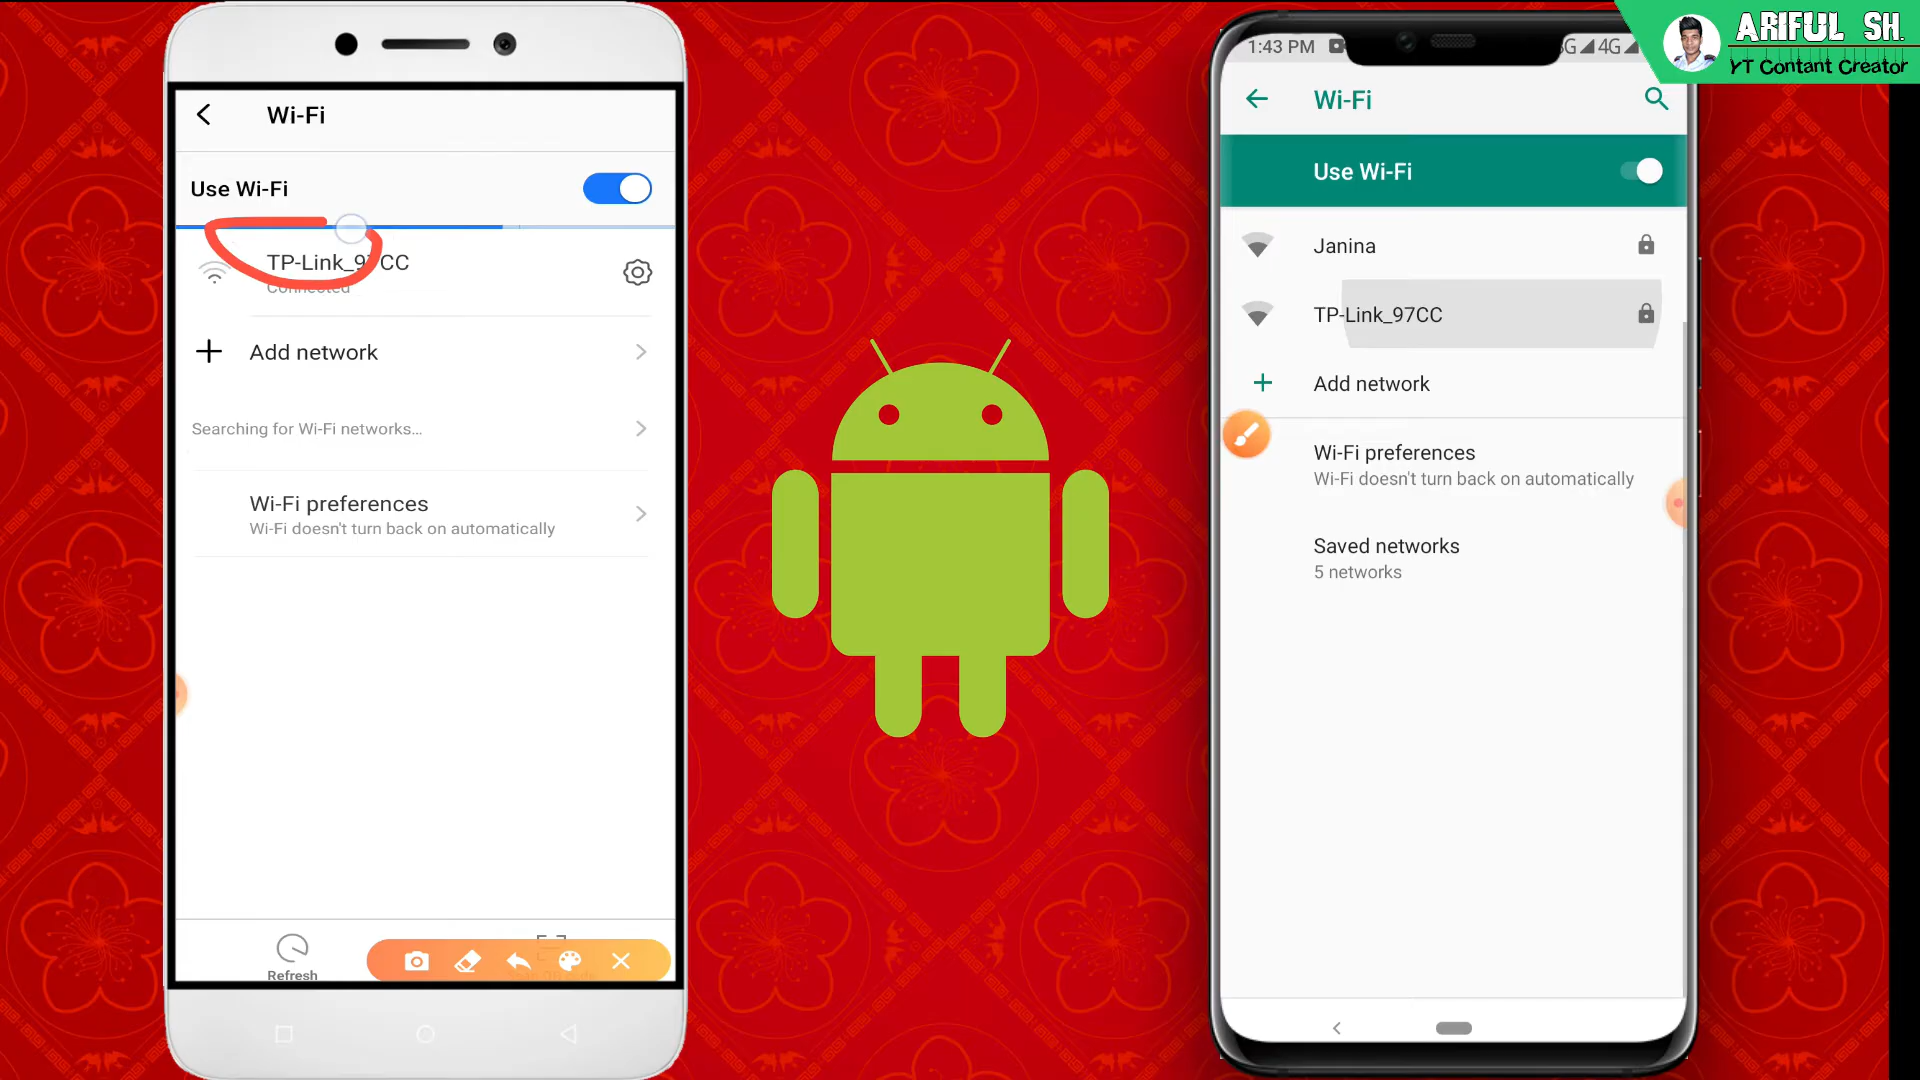 Wi-Fi
Use Wi-Fi
TP-Link_97CC
Connected
Add network
Searching for Wi-Fi networks...
Wi-Fi preferences
Wi-Fi doesn't turn back on automatically
Refresh
1:43 PM
G 4G
Wi-Fi
Use Wi-Fi
Janina
TP-Link_97CC
Add network
Wi-Fi preferences
Wi-Fi doesn't turn back on automatically
Saved networks
5 networks
ARIFUL SH.
YT Contant Creator